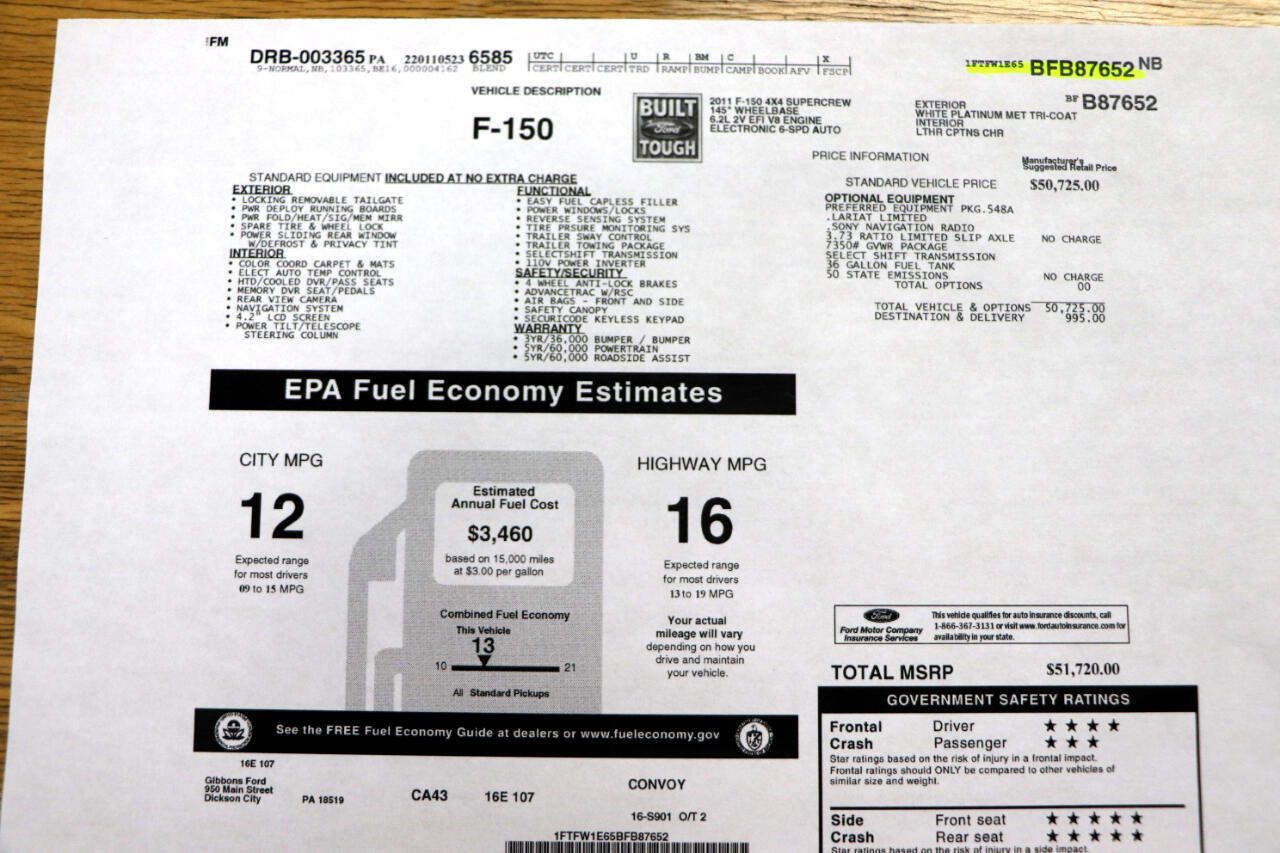 FM
DRB-003365 PA 220110523 6585
9-NORMAL,NB,103365,BE16,000004162 BLEND
UTC U R BM C X
CERT CERT CERT TRD RAMP BUMP CAMP BOOK AFV FSCP
1FTFW1E65 BFB87652 NB
BF B87652
VEHICLE DESCRIPTION
F-150
BUILT
Ford
TOUGH
2011 F-150 4X4 SUPERCREW
145" WHEELBASE
6.2L 2V EFI V8 ENGINE
ELECTRONIC 6-SPD AUTO
EXTERIOR
WHITE PLATINUM MET TRI-COAT
INTERIOR
LTHR CPTNS CHR
STANDARD EQUIPMENT INCLUDED AT NO EXTRA CHARGE
EXTERIOR
• LOCKING REMOVABLE TAILGATE
• PWR DEPLOY RUNNING BOARDS
• PWR FOLD/HEAT/SIG/MEM MIRR
• SPARE TIRE & WHEEL LOCK
• POWER SLIDING REAR WINDOW
W/DEFROST & PRIVACY TINT
INTERIOR
• COLOR COORD CARPET & MATS
• ELECT AUTO TEMP CONTROL
• HTD/COOLED DVR/PASS SEATS
• MEMORY DVR SEAT/PEDALS
• REAR VIEW CAMERA
• NAVIGATION SYSTEM
• 4.2" LCD SCREEN
• POWER TILT/TELESCOPE
STEERING COLUMN
FUNCTIONAL
• EASY FUEL CAPLESS FILLER
• POWER WINDOWS/LOCKS
• REVERSE SENSING SYSTEM
• TIRE PRSURE MONITORING SYS
• TRAILER SWAY CONTROL
• TRAILER TOWING PACKAGE
• SELECTSHIFT TRANSMISSION
• 110V POWER INVERTER
SAFETY/SECURITY
• 4 WHEEL ANTI-LOCK BRAKES
• ADVANCETRAC W/RSC
• AIR BAGS - FRONT AND SIDE
• SAFETY CANOPY
• SECURICODE KEYLESS KEYPAD
WARRANTY
• 3YR/36,000 BUMPER / BUMPER
• 5YR/60,000 POWERTRAIN
• 5YR/60,000 ROADSIDE ASSIST
PRICE INFORMATION
Manufacturer's
Suggested Retail Price
STANDARD VEHICLE PRICE $50,725.00
OPTIONAL EQUIPMENT
PREFERRED EQUIPMENT PKG.548A
.LARIAT LIMITED
.SONY NAVIGATION RADIO
3.73 RATIO LIMITED SLIP AXLE NO CHARGE
7350# GVWR PACKAGE
SELECT SHIFT TRANSMISSION
36 GALLON FUEL TANK
50 STATE EMISSIONS NO CHARGE
TOTAL OPTIONS 00
TOTAL VEHICLE & OPTIONS 50,725.00
DESTINATION & DELIVERY 995.00
EPA Fuel Economy Estimates
CITY MPG
12
Expected range
for most drivers
09 to 15 MPG
Estimated
Annual Fuel Cost
$3,460
based on 15,000 miles
at $3.00 per gallon
Combined Fuel Economy
This Vehicle
13
10 21
All Standard Pickups
HIGHWAY MPG
16
Expected range
for most drivers
13 to 19 MPG
Your actual
mileage will vary
depending on how you
drive and maintain
your vehicle.
See the FREE Fuel Economy Guide at dealers or www.fueleconomy.gov
Ford
Ford Motor Company
Insurance Services
This vehicle qualifies for auto insurance discounts, call
1-866-367-3131 or visit www.fordautoinsurance.com for
availability in your state.
TOTAL MSRP $51,720.00
GOVERNMENT SAFETY RATINGS
Frontal Driver ★ ★ ★ ★
Crash Passenger ★ ★ ★
Star ratings based on the risk of injury in a frontal impact.
Frontal ratings should ONLY be compared to other vehicles of
similar size and weight.
Side Front seat ★ ★ ★ ★ ★
Crash Rear seat ★ ★ ★ ★ ★
Star ratings based on the risk of injury in a side impact.
16E 107
Gibbons Ford
950 Main Street
Dickson City PA 18519
CA43 16E 107
CONVOY
16-S901 O/T 2
1FTFW1E65BFB87652